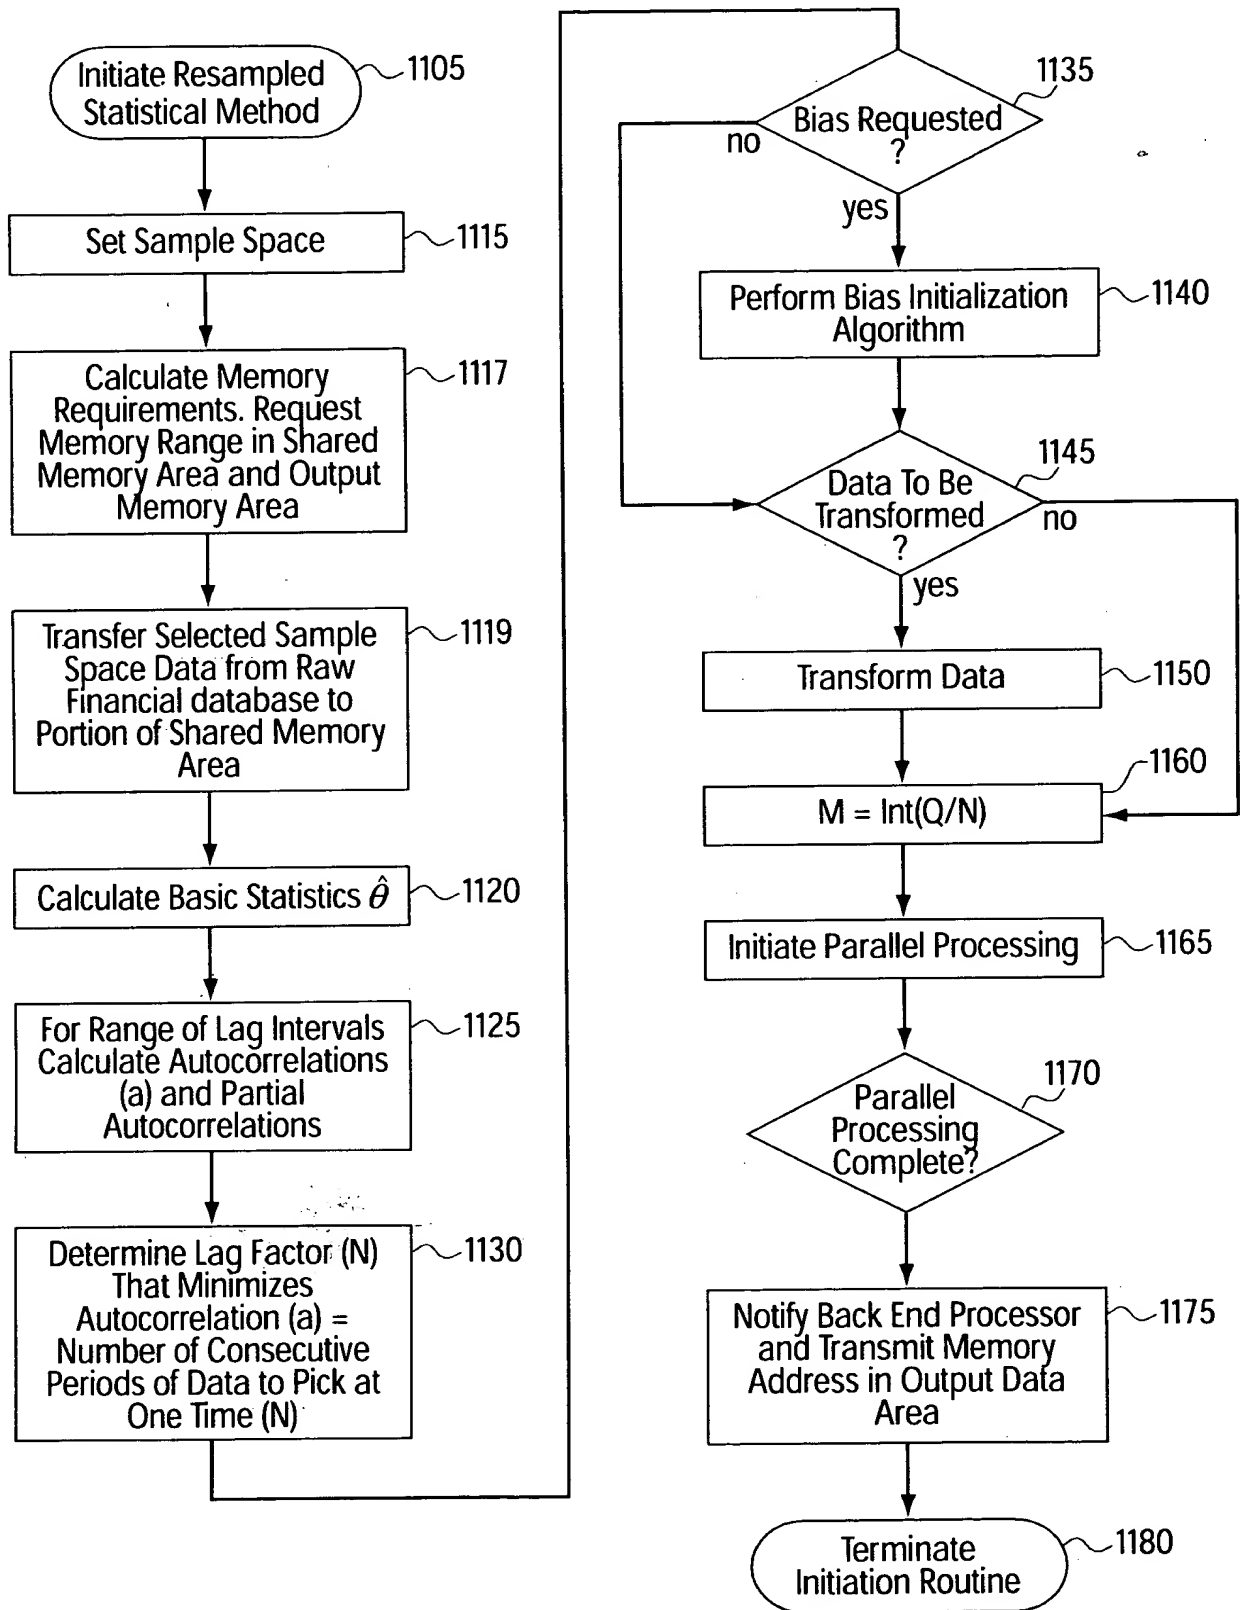 Initiate Resampled
Statistical Method
1105
Set Sample Space
1115
Calculate Memory
Requirements. Request
Memory Range in Shared
Memory Area and Output
Memory Area
1117
Transfer Selected Sample
Space Data from Raw
Financial database to
Portion of Shared Memory
Area
1119
Calculate Basic Statistics θ̂
1120
For Range of Lag Intervals
Calculate Autocorrelations
(a) and Partial
Autocorrelations
1125
Determine Lag Factor (N)
That Minimizes
Autocorrelation (a) =
Number of Consecutive
Periods of Data to Pick at
One Time (N)
1130
Bias Requested
?
1135
no
yes
Perform Bias Initialization
Algorithm
1140
Data To Be
Transformed
?
1145
no
yes
Transform Data
1150
M = Int(Q/N)
1160
Initiate Parallel Processing
1165
Parallel
Processing
Complete?
1170
Notify Back End Processor
and Transmit Memory
Address in Output Data
Area
1175
Terminate
Initiation Routine
1180